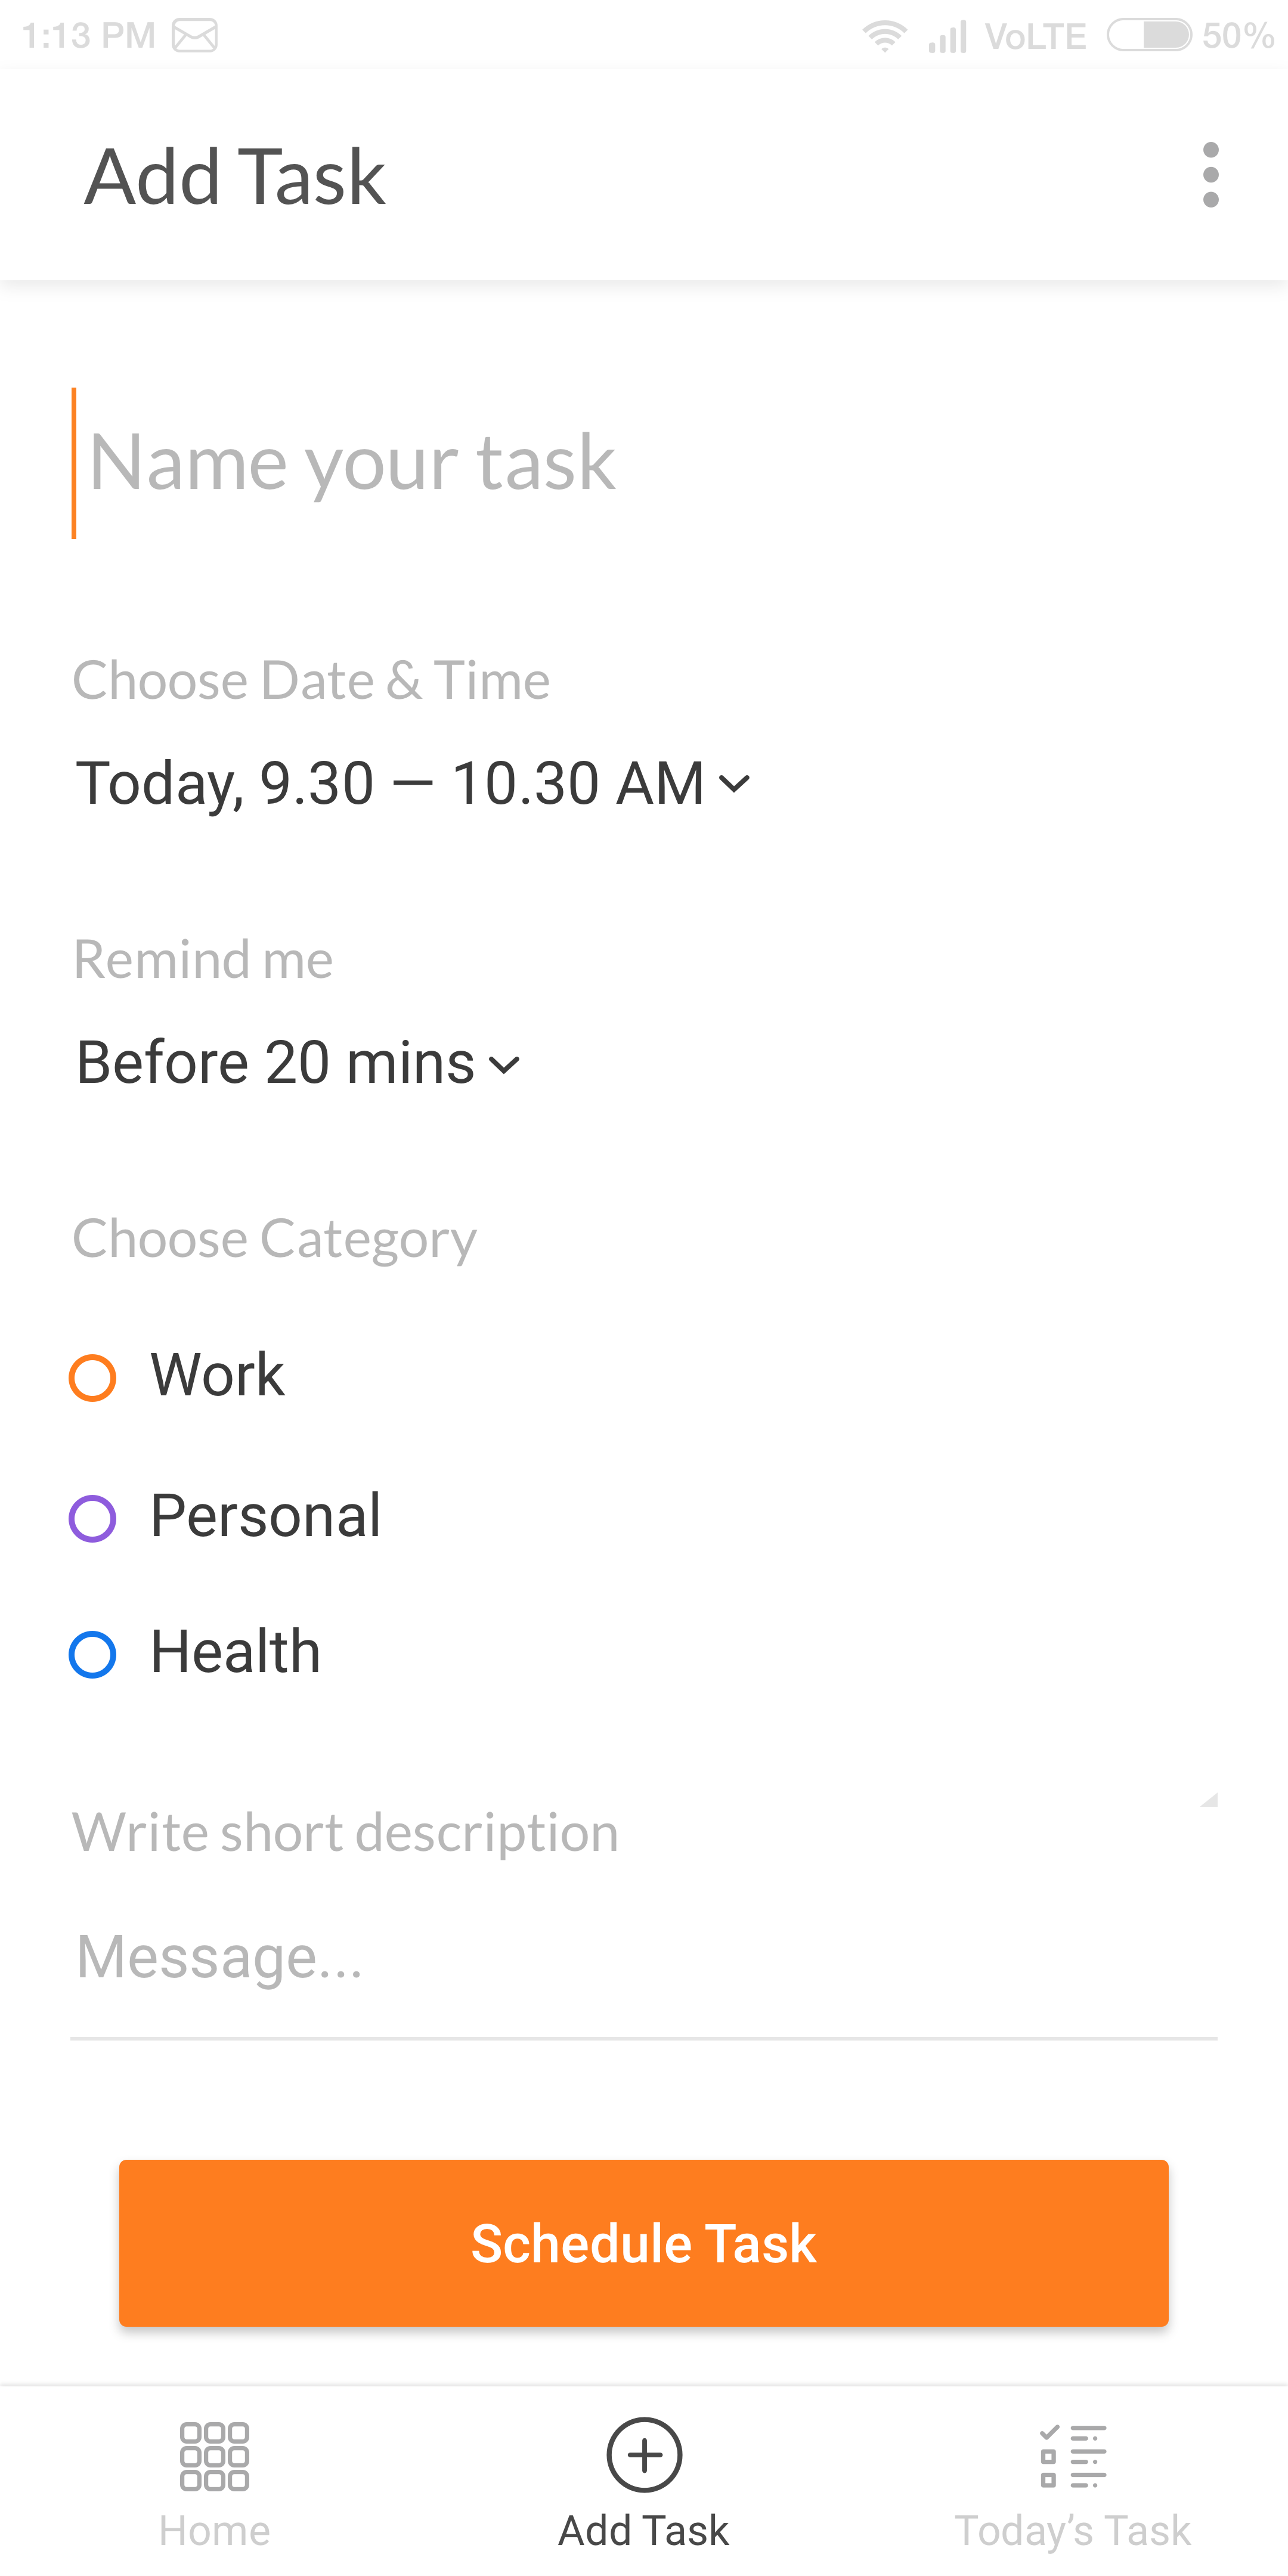 1:13 PM VoLTE 50%
Add Task
Name your task
Choose Date & Time
Today, 9.30 — 10.30 AM
Remind me
Before 20 mins
Choose Category
Work
Personal
Health
Write short description
Message...
Schedule Task
Home Add Task Today’s Task